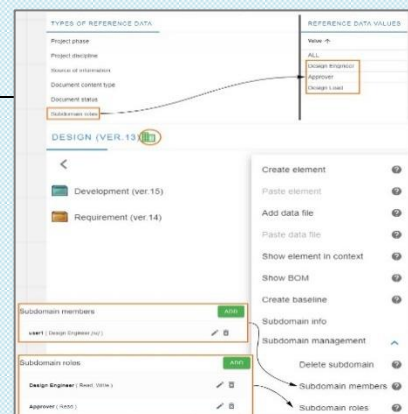 TYPES OF REFERENCE DATA
Project phase
Project discipline
Source of information
Document content type
Document status
Subdomain roles
REFERENCE DATA VALUES
Value ↑
ALL
Design Engineer
Approver
Design Lead
DESIGN (VER.13)
Development (ver.15)
Requirement (ver.14)
Create element
Paste element
Add data file
Paste data file
Show element in context
Show BOM
Create baseline
Subdomain info
Subdomain management
Delete subdomain
Subdomain members
Subdomain roles
Subdomain members
ADD
user1 ( Design Engineer
Subdomain roles
ADD
Design Engineer ( Read, Write )
Approver ( Read )